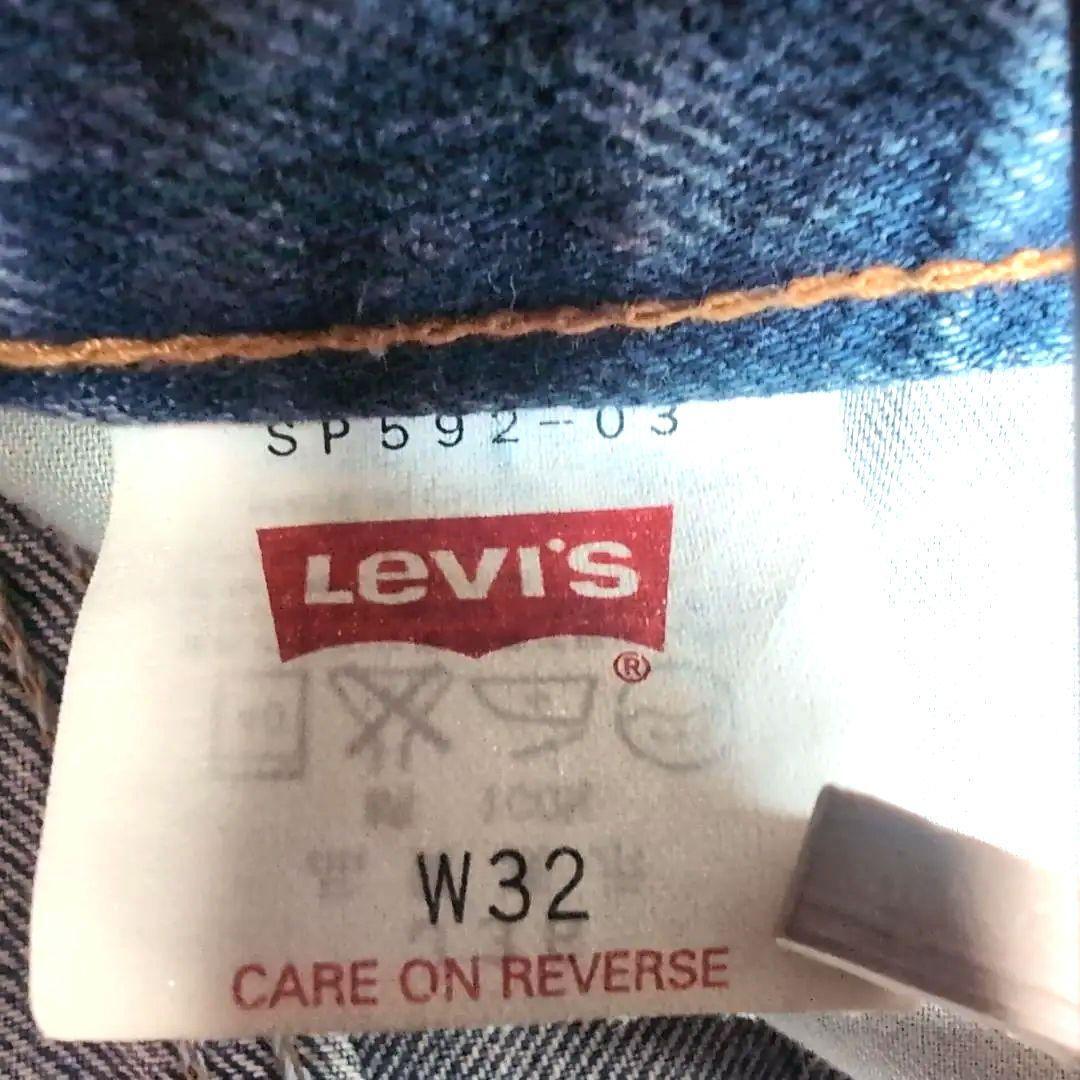 SP592-03
LEVI'S
®
W32
CARE ON REVERSE